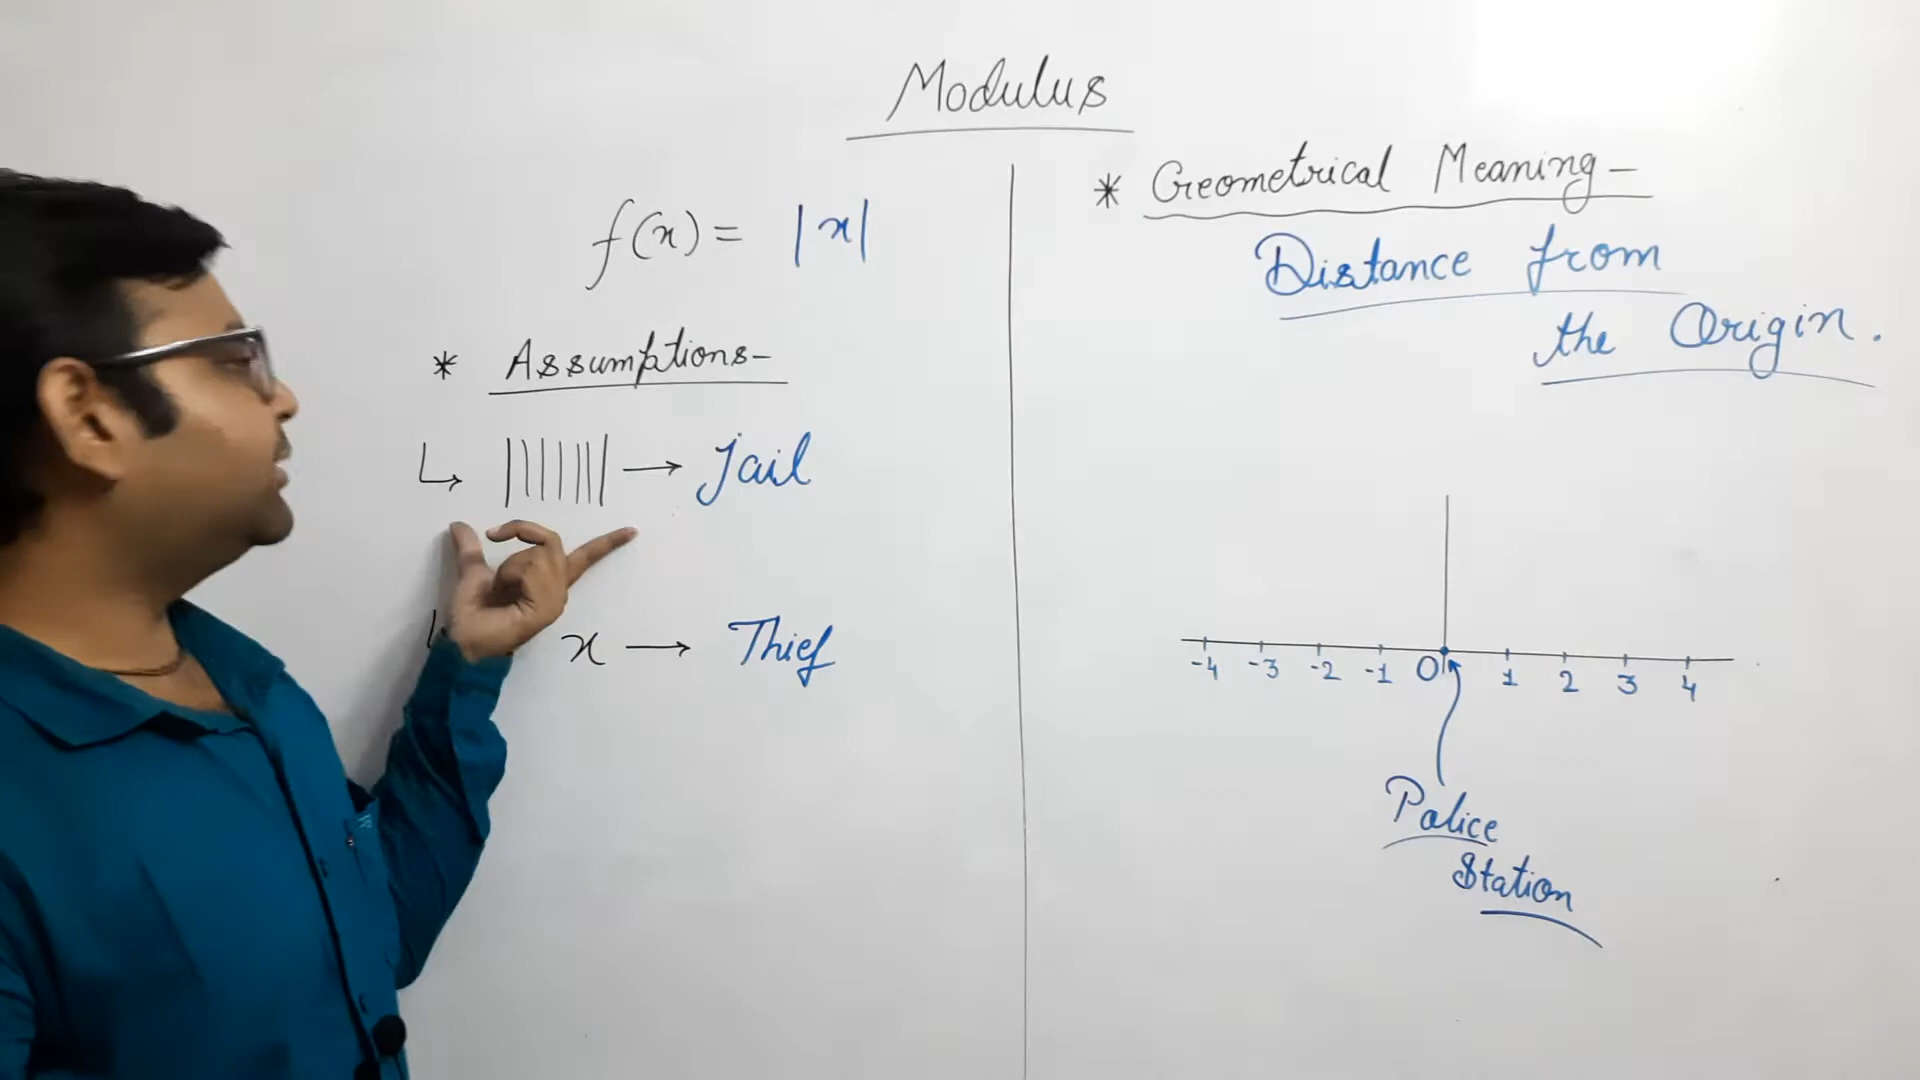 Modulus
f(x) = |x|
* Assumptions-
↳ |||||||| → Jail
x → Thief
* Geometrical Meaning-
Distance from
the Origin.
-4 -3 -2 -1 0 1 2 3 4
Police
Station